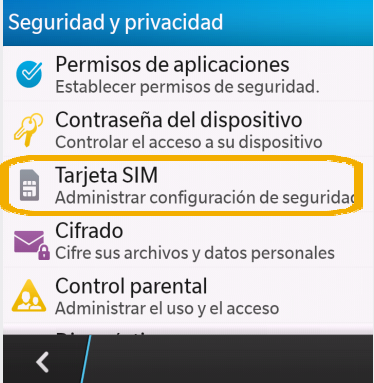 Seguridad y privacidad
Permisos de aplicaciones
Establecer permisos de seguridad.
Contraseña del dispositivo
Controlar el acceso a su dispositivo
Tarjeta SIM
Administrar configuración de seguridad
Cifrado
Cifre sus archivos y datos personales
Control parental
Administrar el uso y el acceso